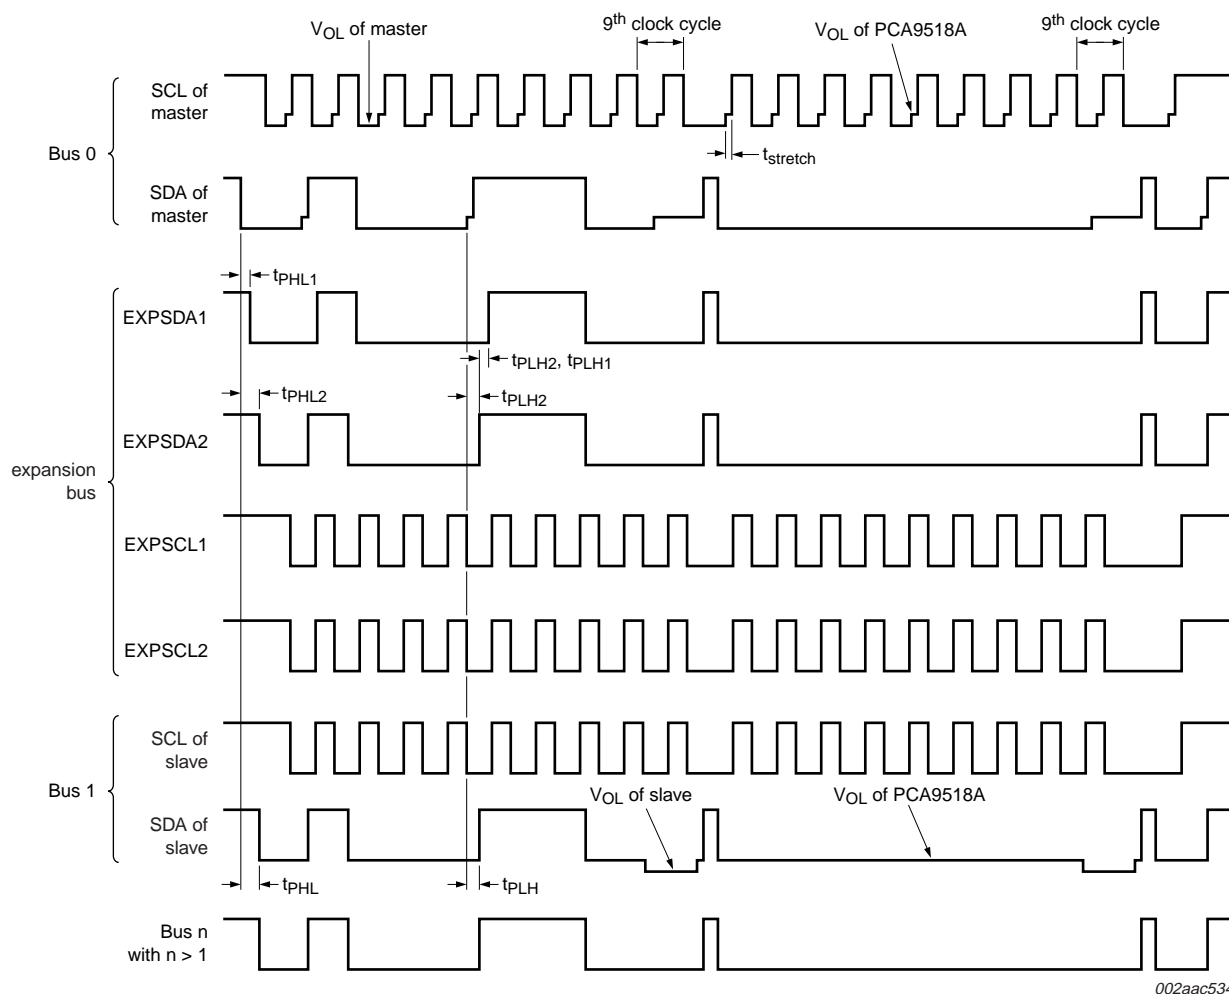 V_OL of master
9th clock cycle
V_OL of PCA9518A
9th clock cycle
SCL of
master
Bus 0
t_stretch
SDA of
master
t_PHL1
EXPSDA1
t_PLH2, t_PLH1
t_PHL2
t_PLH2
EXPSDA2
expansion
bus
EXPSCL1
EXPSCL2
SCL of
slave
Bus 1
V_OL of slave
V_OL of PCA9518A
SDA of
slave
t_PHL
t_PLH
Bus n
with n > 1
002aac534